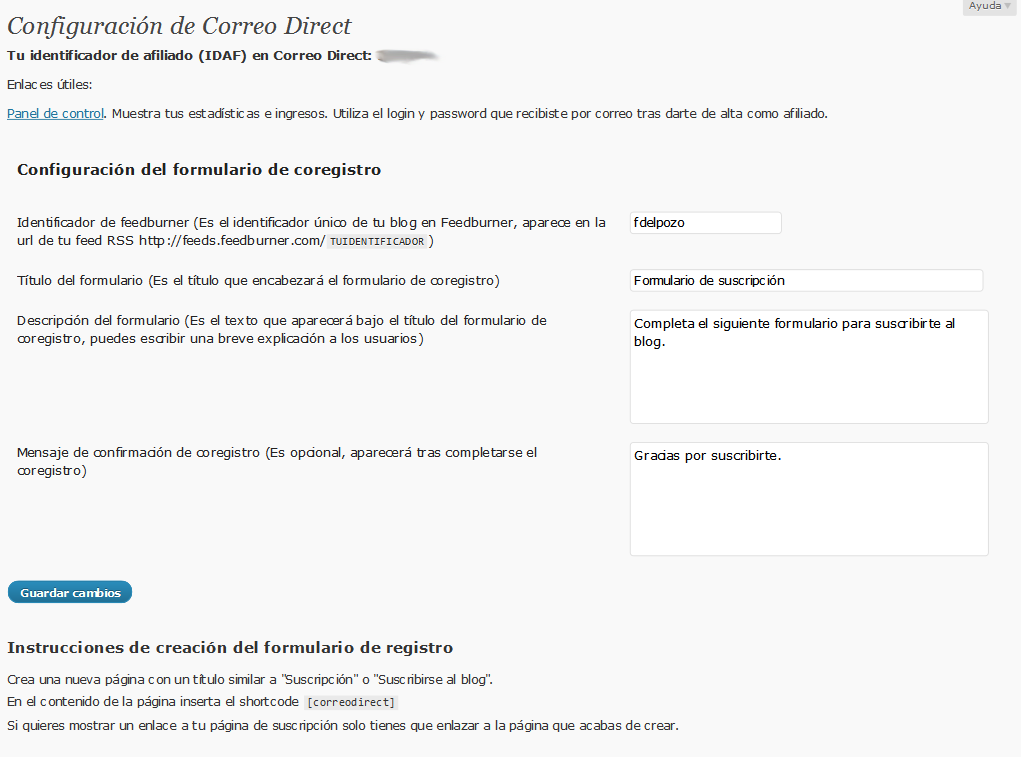 Ayuda
Configuración de Correo Direct
Tu identificador de afiliado (IDAF) en Correo Direct:
Enlaces útiles:
Panel de control. Muestra tus estadísticas e ingresos. Utiliza el login y password que recibiste por correo tras darte de alta como afiliado.
Configuración del formulario de coregistro
Identificador de feedburner (Es el identificador único de tu blog en Feedburner, aparece en la
url de tu feed RSS http://feeds.feedburner.com/TUIDENTIFICADOR)
fdelpozo
Título del formulario (Es el título que encabezará el formulario de coregistro)
Formulario de suscripción
Descripción del formulario (Es el texto que aparecerá bajo el título del formulario de
coregistro, puedes escribir una breve explicación a los usuarios)
Completa el siguiente formulario para suscribirte al
blog.
Mensaje de confirmación de coregistro (Es opcional, aparecerá tras completarse el
coregistro)
Gracias por suscribirte.
Guardar cambios
Instrucciones de creación del formulario de registro
Crea una nueva página con un título similar a "Suscripción" o "Suscribirse al blog".
En el contenido de la página inserta el shortcode [correodirect]
Si quieres mostrar un enlace a tu página de suscripción solo tienes que enlazar a la página que acabas de crear.